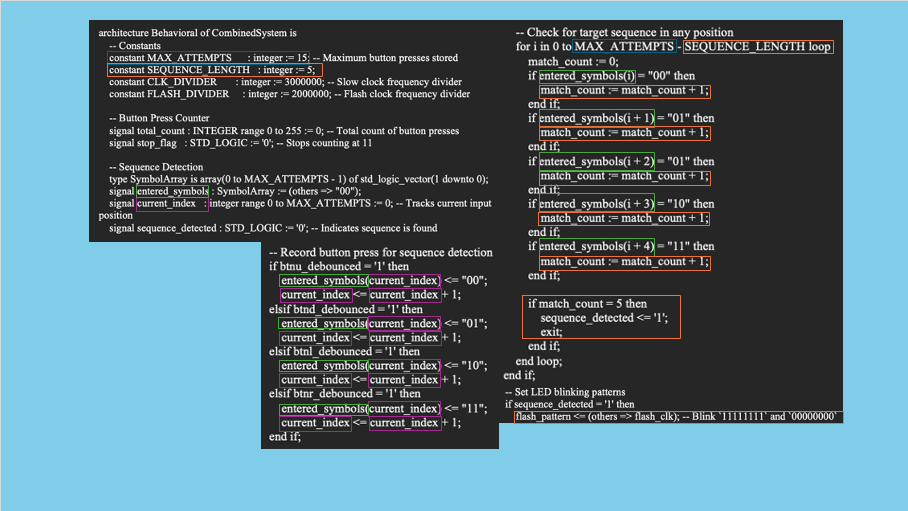 architecture Behavioral of CombinedSystem is
-- Constants
constant MAX_ATTEMPTS : integer := 15; -- Maximum button presses stored
constant SEQUENCE_LENGTH : integer := 5;
constant CLK_DIVIDER : integer := 3000000; -- Slow clock frequency divider
constant FLASH_DIVIDER : integer := 2000000; -- Flash clock frequency divider
-- Button Press Counter
signal total_count : INTEGER range 0 to 255 := 0; -- Total count of button presses
signal stop_flag : STD_LOGIC := '0'; -- Stops counting at 11
-- Sequence Detection
type SymbolArray is array(0 to MAX_ATTEMPTS - 1) of std_logic_vector(1 downto 0);
signal entered_symbols : SymbolArray := (others => "00");
signal current_index : integer range 0 to MAX_ATTEMPTS := 0; -- Tracks current input
position
signal sequence_detected : STD_LOGIC := '0'; -- Indicates sequence is found
-- Record button press for sequence detection
if btnu_debounced = '1' then
entered_symbols(current_index) <= "00";
current_index <= current_index + 1;
elsif btnd_debounced = '1' then
entered_symbols(current_index) <= "01";
current_index <= current_index + 1;
elsif btnl_debounced = '1' then
entered_symbols(current_index) <= "10";
current_index <= current_index + 1;
elsif btnr_debounced = '1' then
entered_symbols(current_index) <= "11";
current_index <= current_index + 1;
end if;
-- Check for target sequence in any position
for i in 0 to MAX_ATTEMPTS - SEQUENCE_LENGTH loop
match_count := 0;
if entered_symbols(i) = "00" then
match_count := match_count + 1;
end if;
if entered_symbols(i + 1) = "01" then
match_count := match_count + 1;
end if;
if entered_symbols(i + 2) = "01" then
match_count := match_count + 1;
end if;
if entered_symbols(i + 3) = "10" then
match_count := match_count + 1;
end if;
if entered_symbols(i + 4) = "11" then
match_count := match_count + 1;
end if;
if match_count = 5 then
sequence_detected <= '1';
exit;
end if;
end loop;
end if;
-- Set LED blinking patterns
if sequence_detected = '1' then
flash_pattern <= (others => flash_clk); -- Blink `11111111` and `00000000`